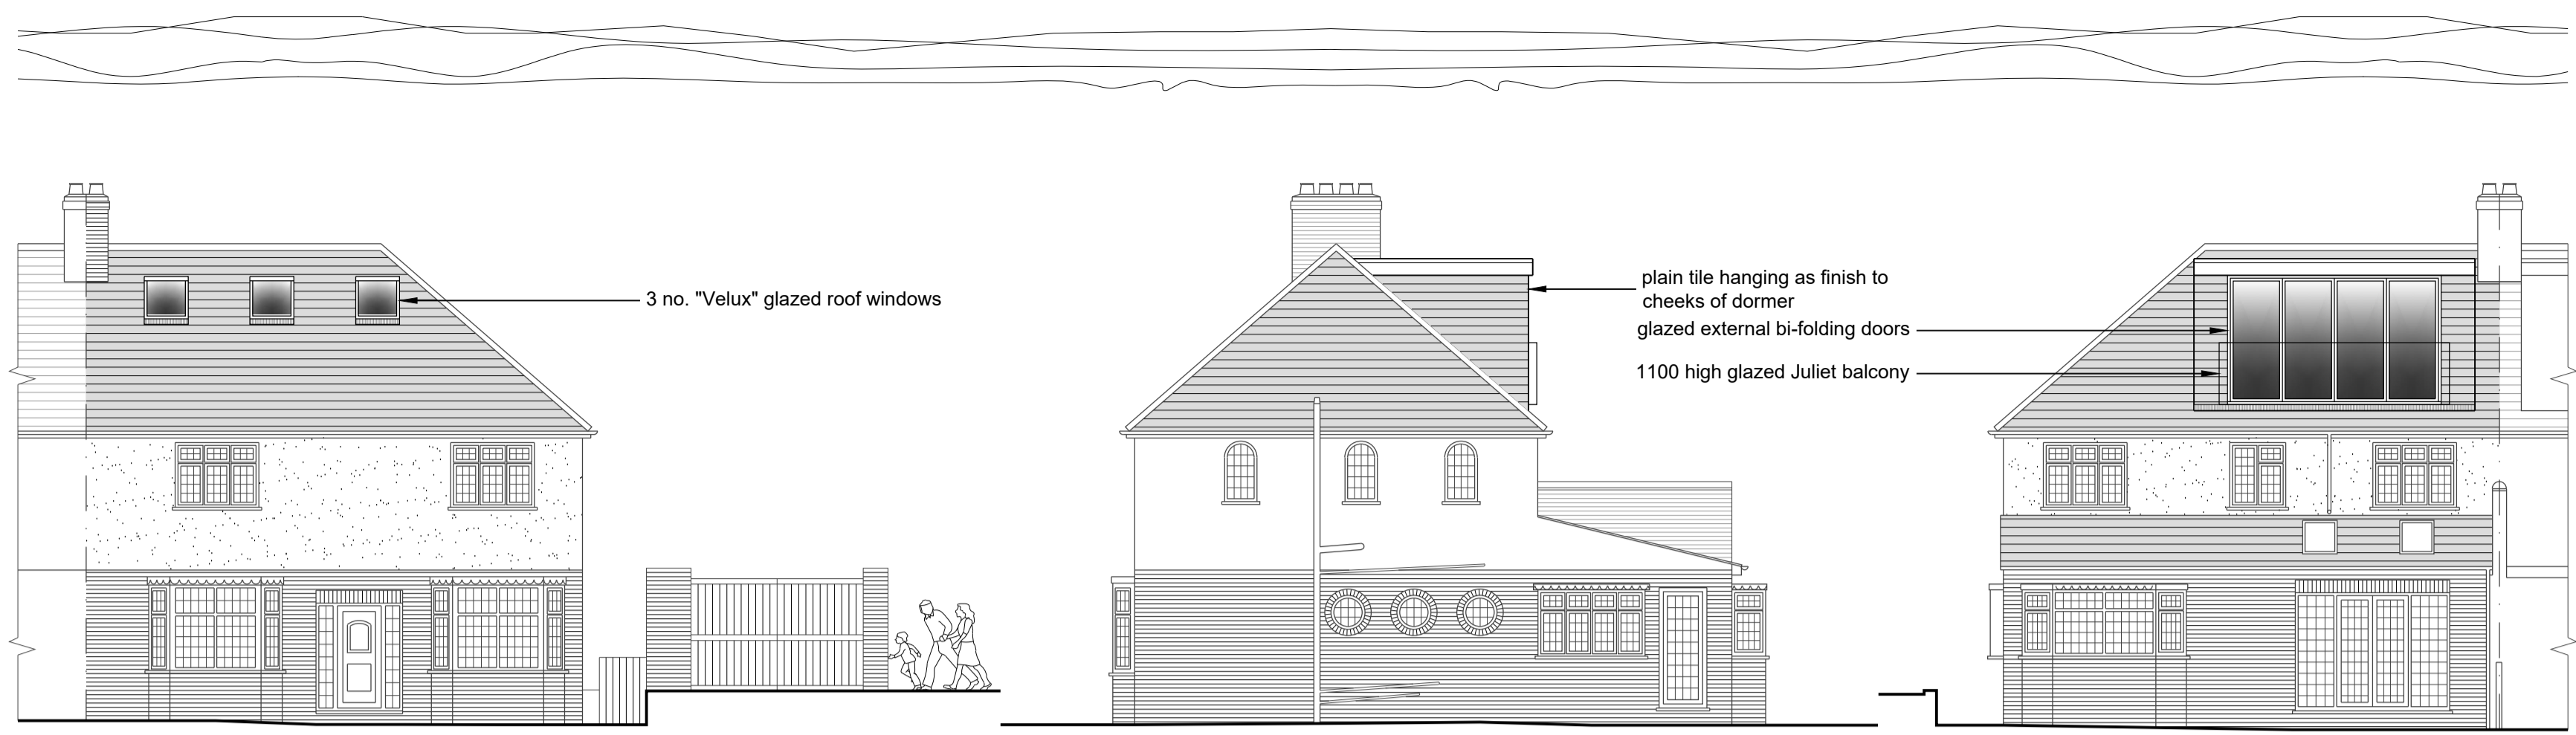 3 no. "Velux" glazed roof windows
plain tile hanging as finish to
cheeks of dormer
glazed external bi-folding doors
1100 high glazed Juliet balcony